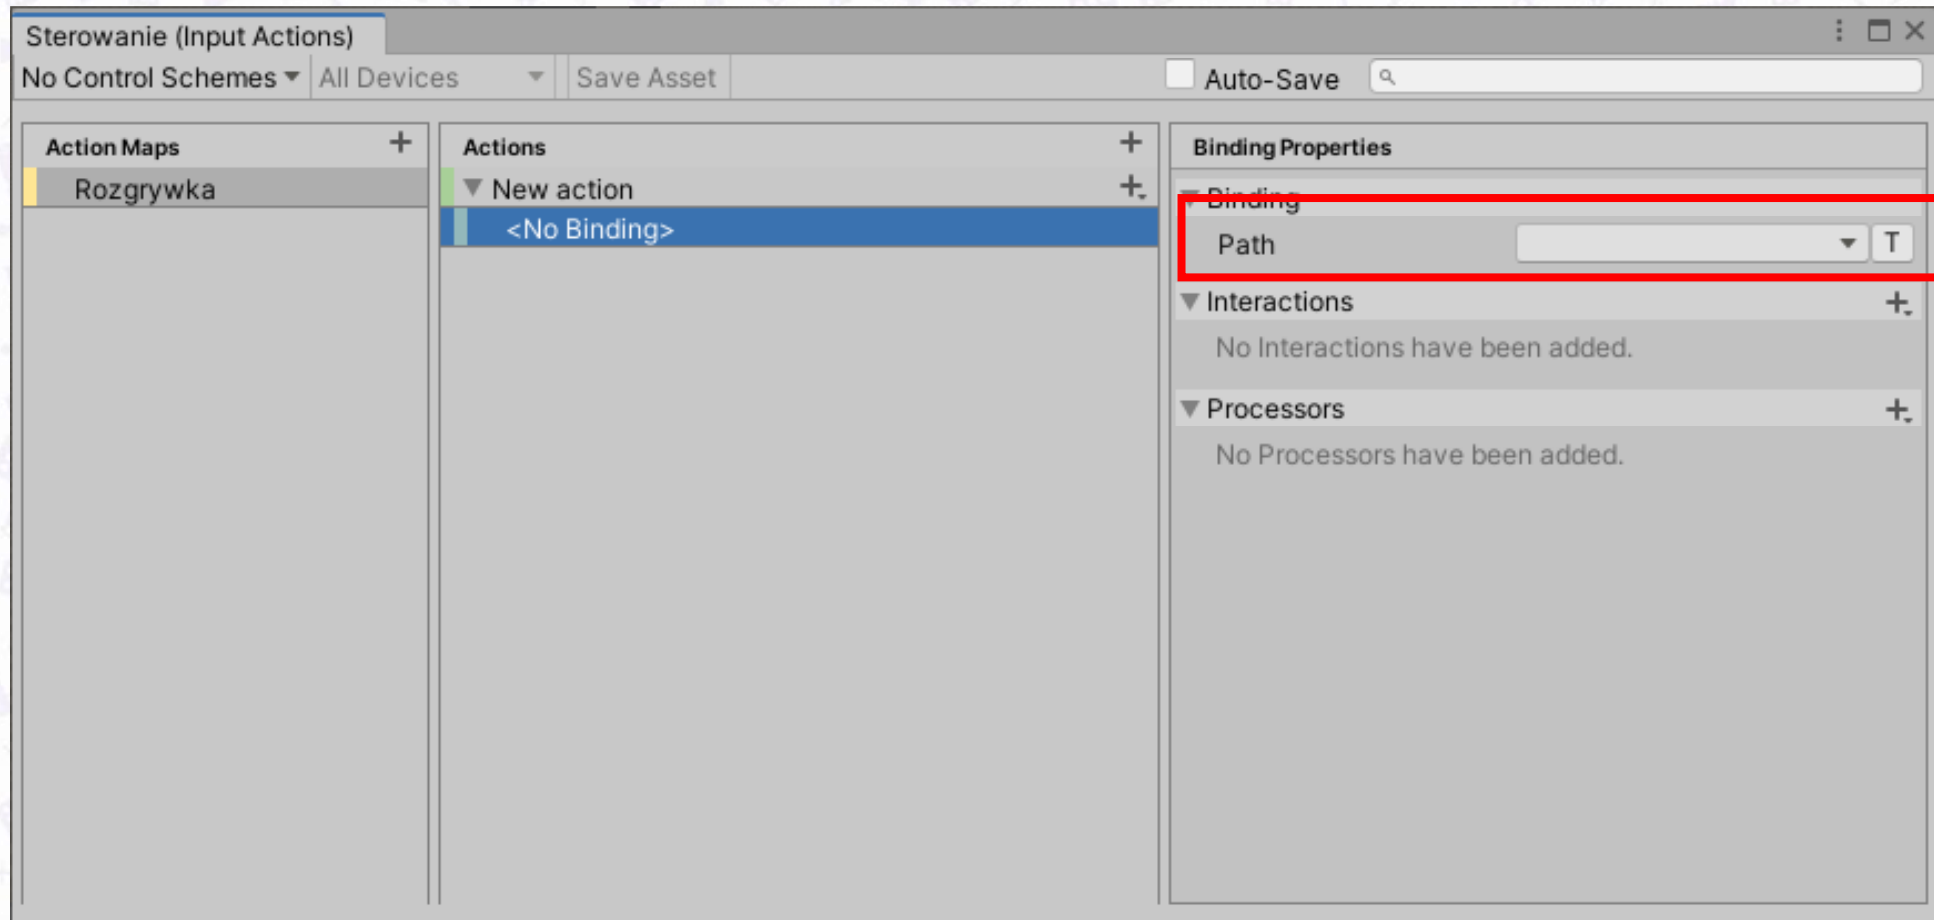 Sterowanie (Input Actions)
No Control Schemes All Devices Save Asset Auto-Save
Action Maps
Rozgrywka
Actions
New action
<No Binding>
Binding Properties
Binding
Path T
Interactions
No Interactions have been added.
Processors
No Processors have been added.